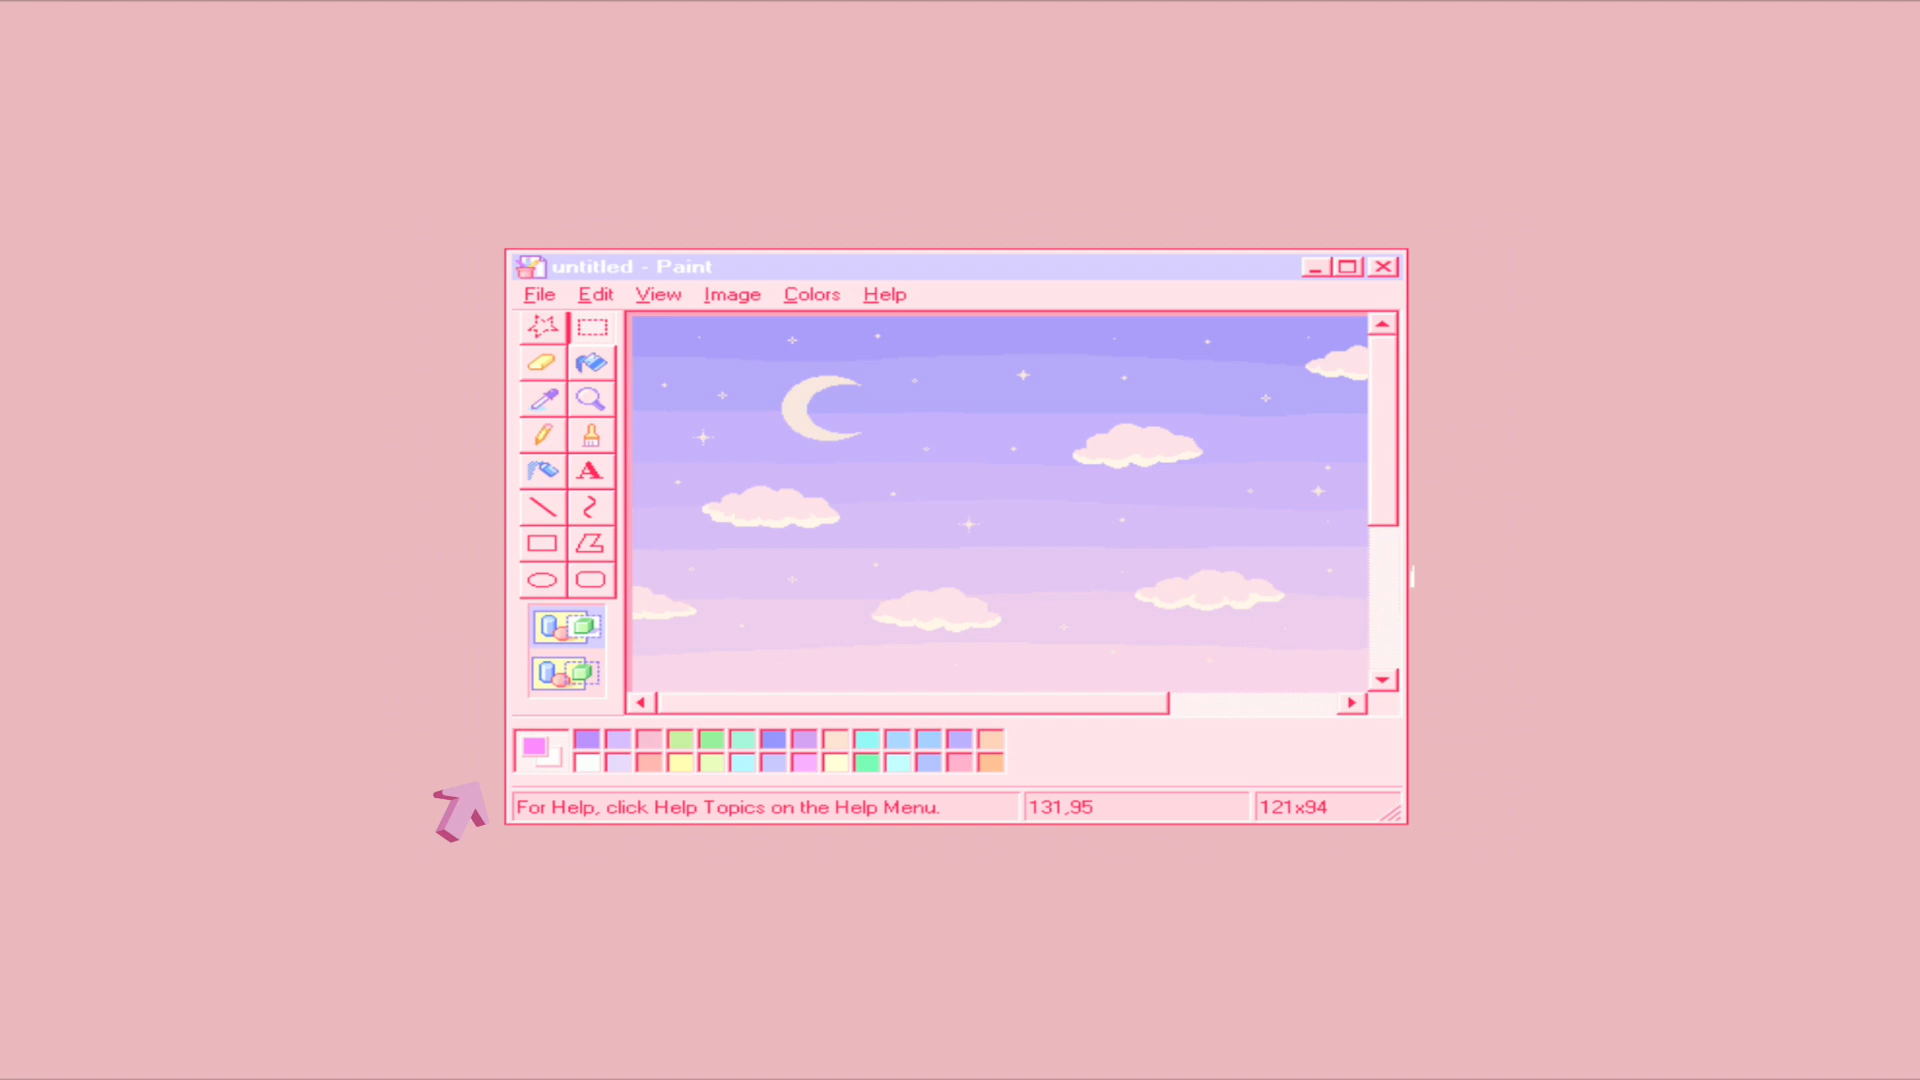 untitled - Paint
File Edit View Image Colors Help
A
For Help, click Help Topics on the Help Menu.
131,95
121x94